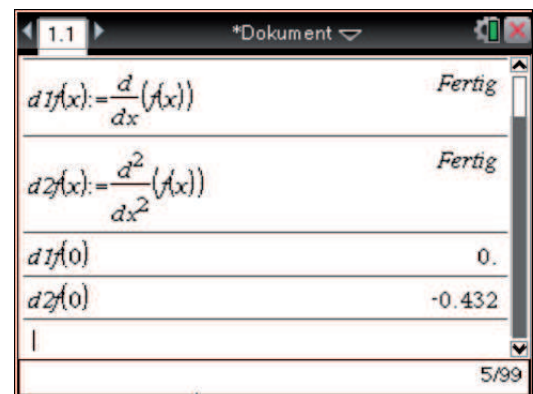 1.1 *Dokument
d1f(x):=d/dx(f(x)) Fertig
d2f(x):=d²/dx²(f(x)) Fertig
d1f(0) 0.
d2f(0) -0.432
5/99